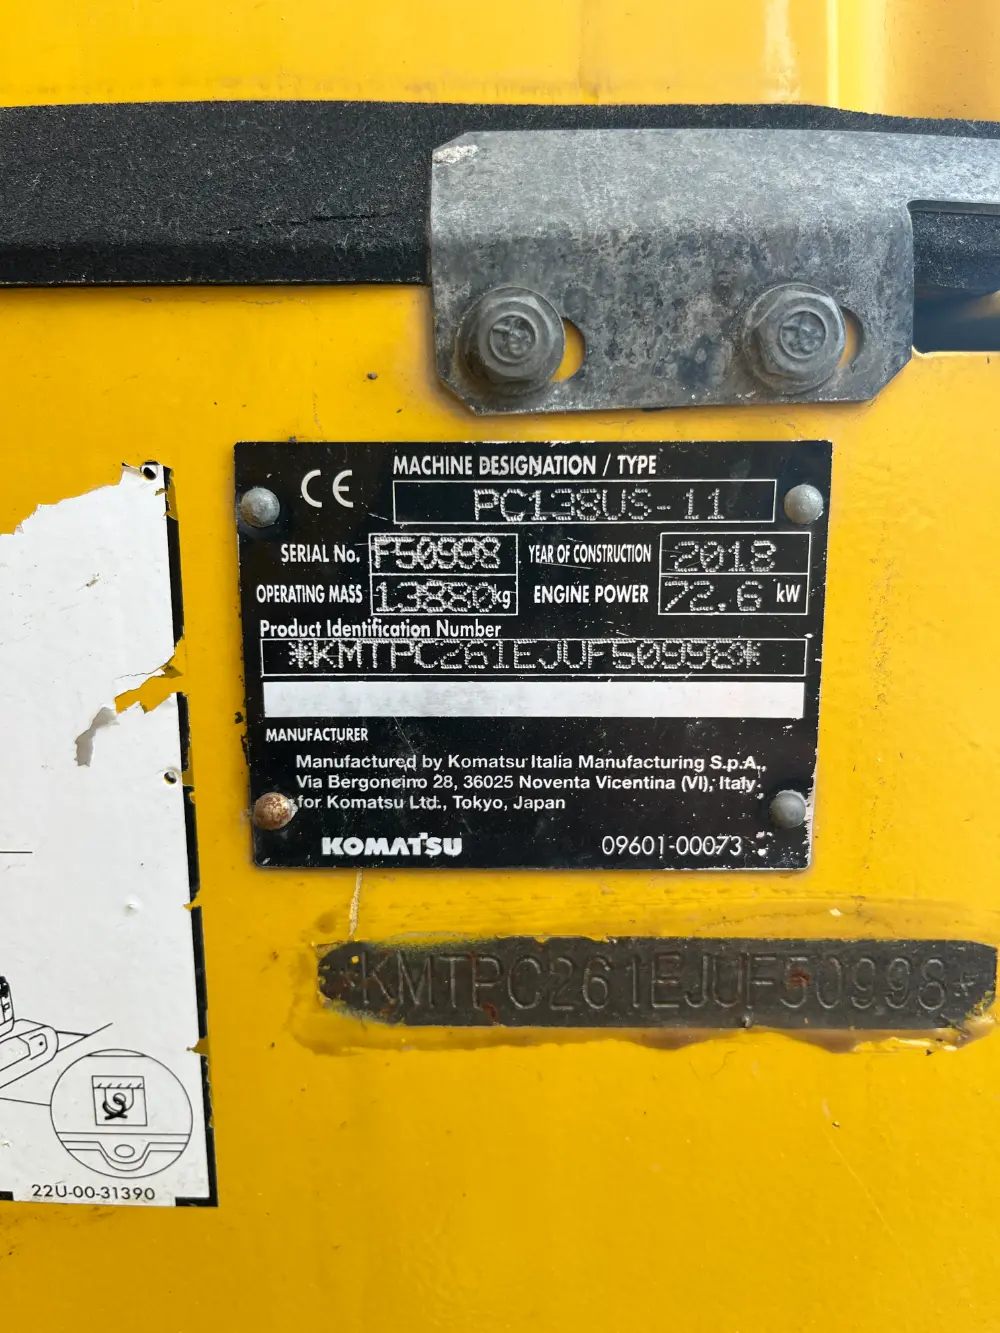 CE
MACHINE DESIGNATION / TYPE
PC138US-11
SERIAL No. F50998 YEAR OF CONSTRUCTION 2018
OPERATING MASS 13880kg ENGINE POWER 72.6 kW
Product Identification Number
*KMTPC261EJUF50998*
MANUFACTURER
Manufactured by Komatsu Italia Manufacturing S.p.A.,
Via Bergoncino 28, 36025 Noventa Vicentina (VI), Italy
for Komatsu Ltd., Tokyo, Japan
KOMATSU 09601-00073
*KMTPC261EJUF50998*
22U-00-31390